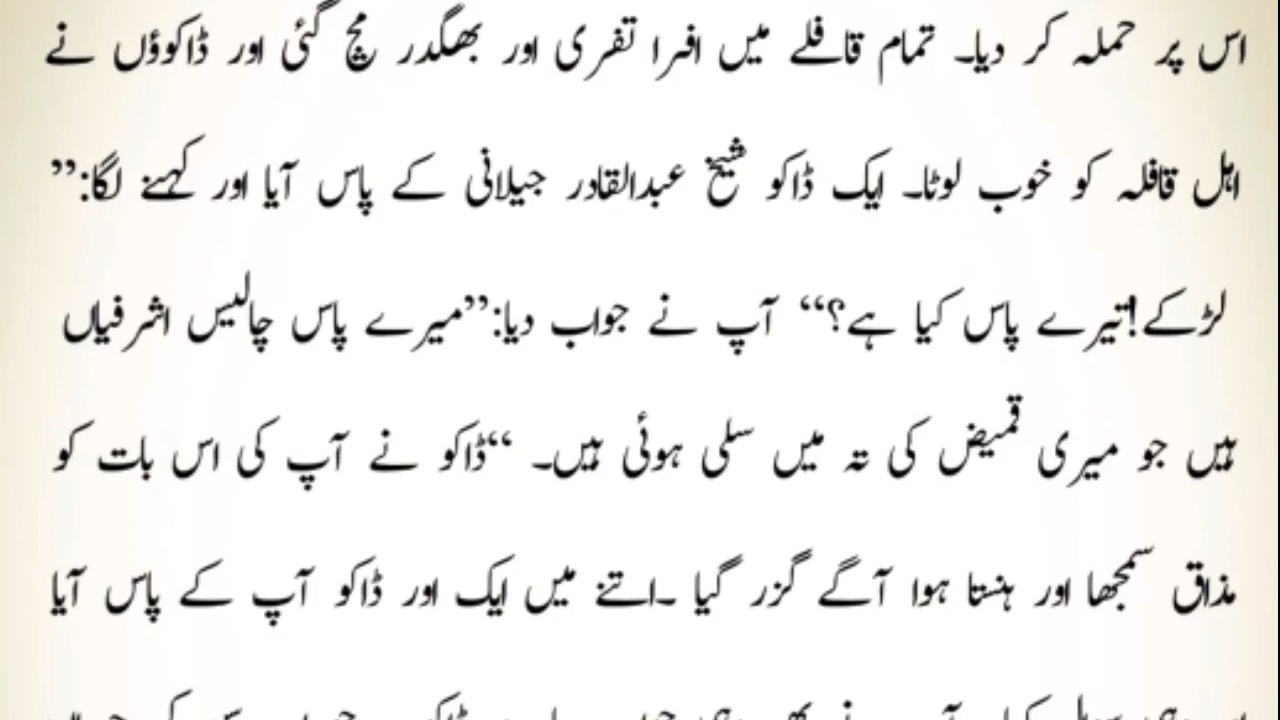 اس پر حملہ کر دیا۔ تمام قافلے میں افرا تفری اور بھگدر مچ گئی اور ڈاکوؤں نے
اہل قافلہ کو خوب لوٹا۔ ایک ڈاکو شیخ عبدالقادر جیلانی کے پاس آیا اور کہنے لگا:”
لڑکے!تیرے پاس کیا ہے؟“ آپ نے جواب دیا:”میرے پاس چالیس اشرفیاں
ہیں جو میری قمیض کی تہ میں سلی ہوئی ہیں۔ “ڈاکو نے آپ کی اس بات کو
مذاق سمجھا اور ہنستا ہوا آگے گزر گیا ۔اتنے میں ایک اور ڈاکو آپ کے پاس آیا